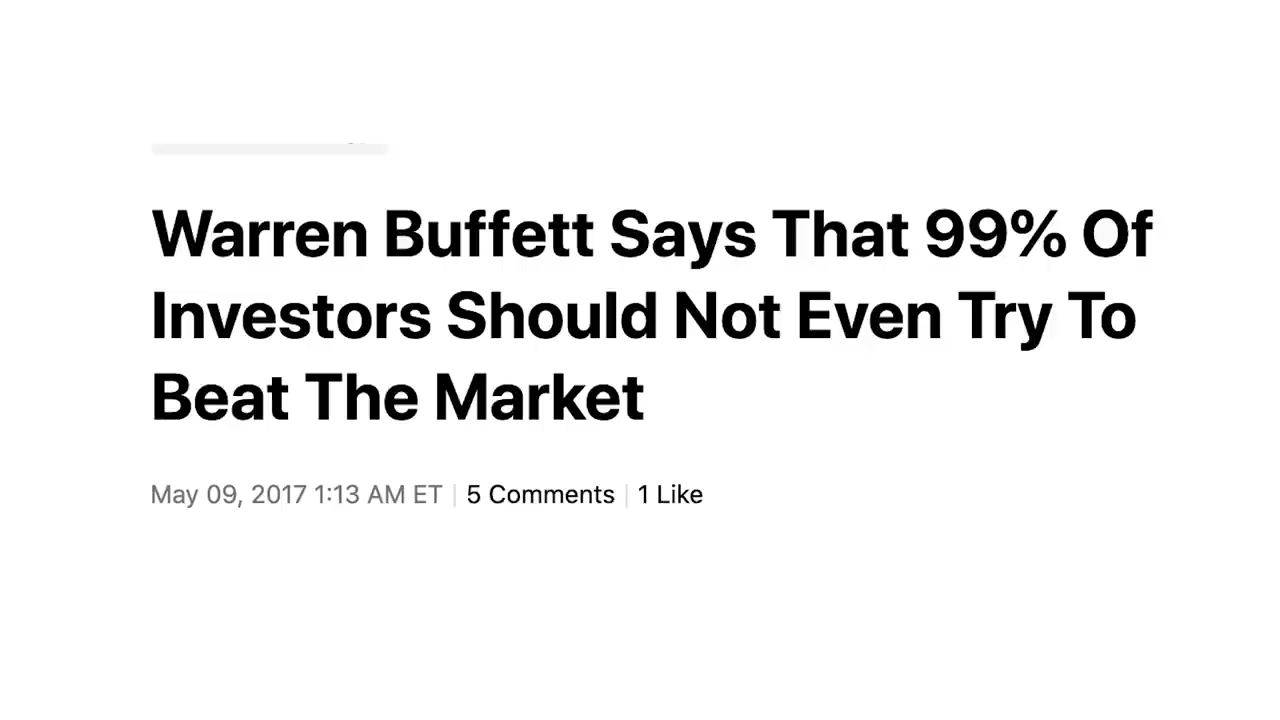 Warren Buffett Says That 99% Of
Investors Should Not Even Try To
Beat The Market
May 09, 2017 1:13 AM ET | 5 Comments | 1 Like